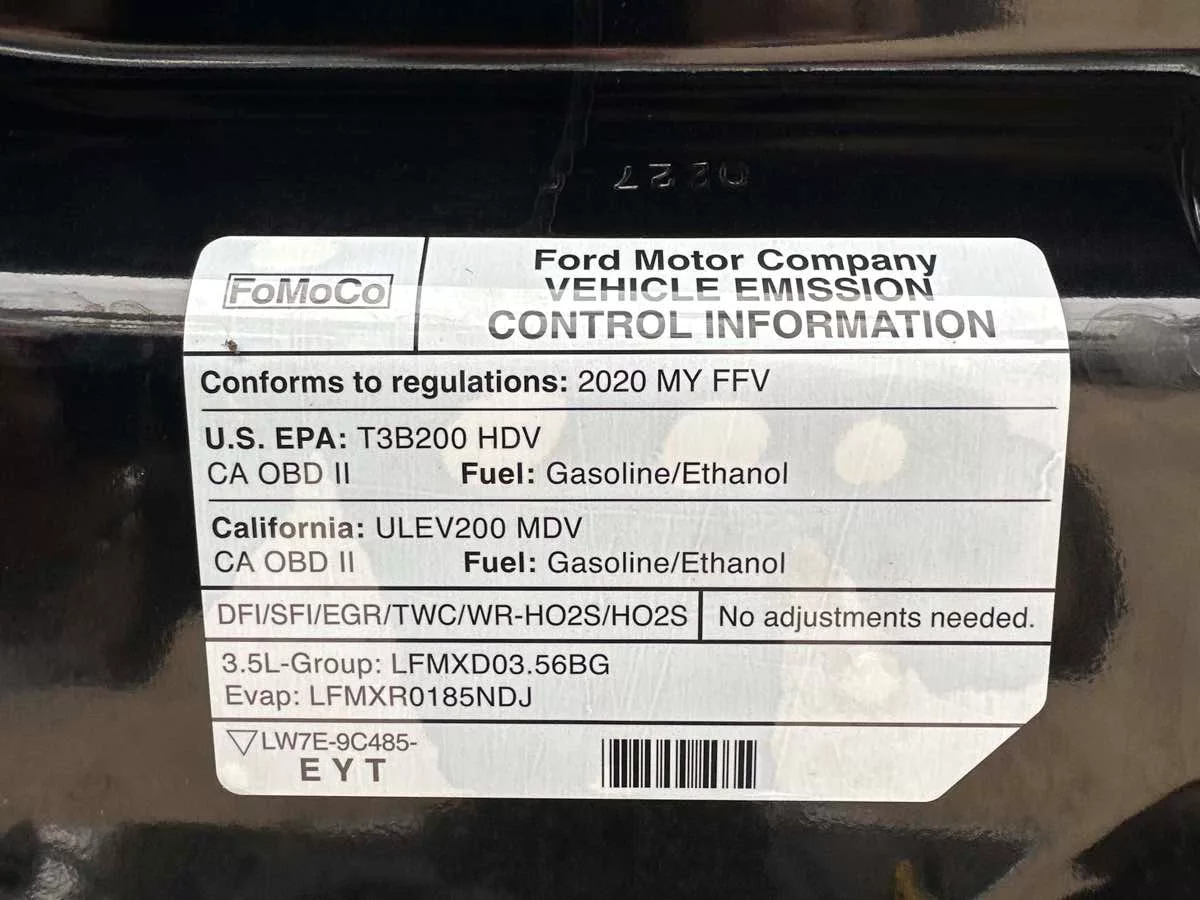 0227
FoMoCo
Ford Motor Company
VEHICLE EMISSION
CONTROL INFORMATION
Conforms to regulations: 2020 MY FFV
U.S. EPA: T3B200 HDV
CA OBD II Fuel: Gasoline/Ethanol
California: ULEV200 MDV
CA OBD II Fuel: Gasoline/Ethanol
DFI/SFI/EGR/TWC/WR-HO2S/HO2S No adjustments needed.
3.5L-Group: LFMXD03.56BG
Evap: LFMXR0185NDJ
LW7E-9C485-
EYT